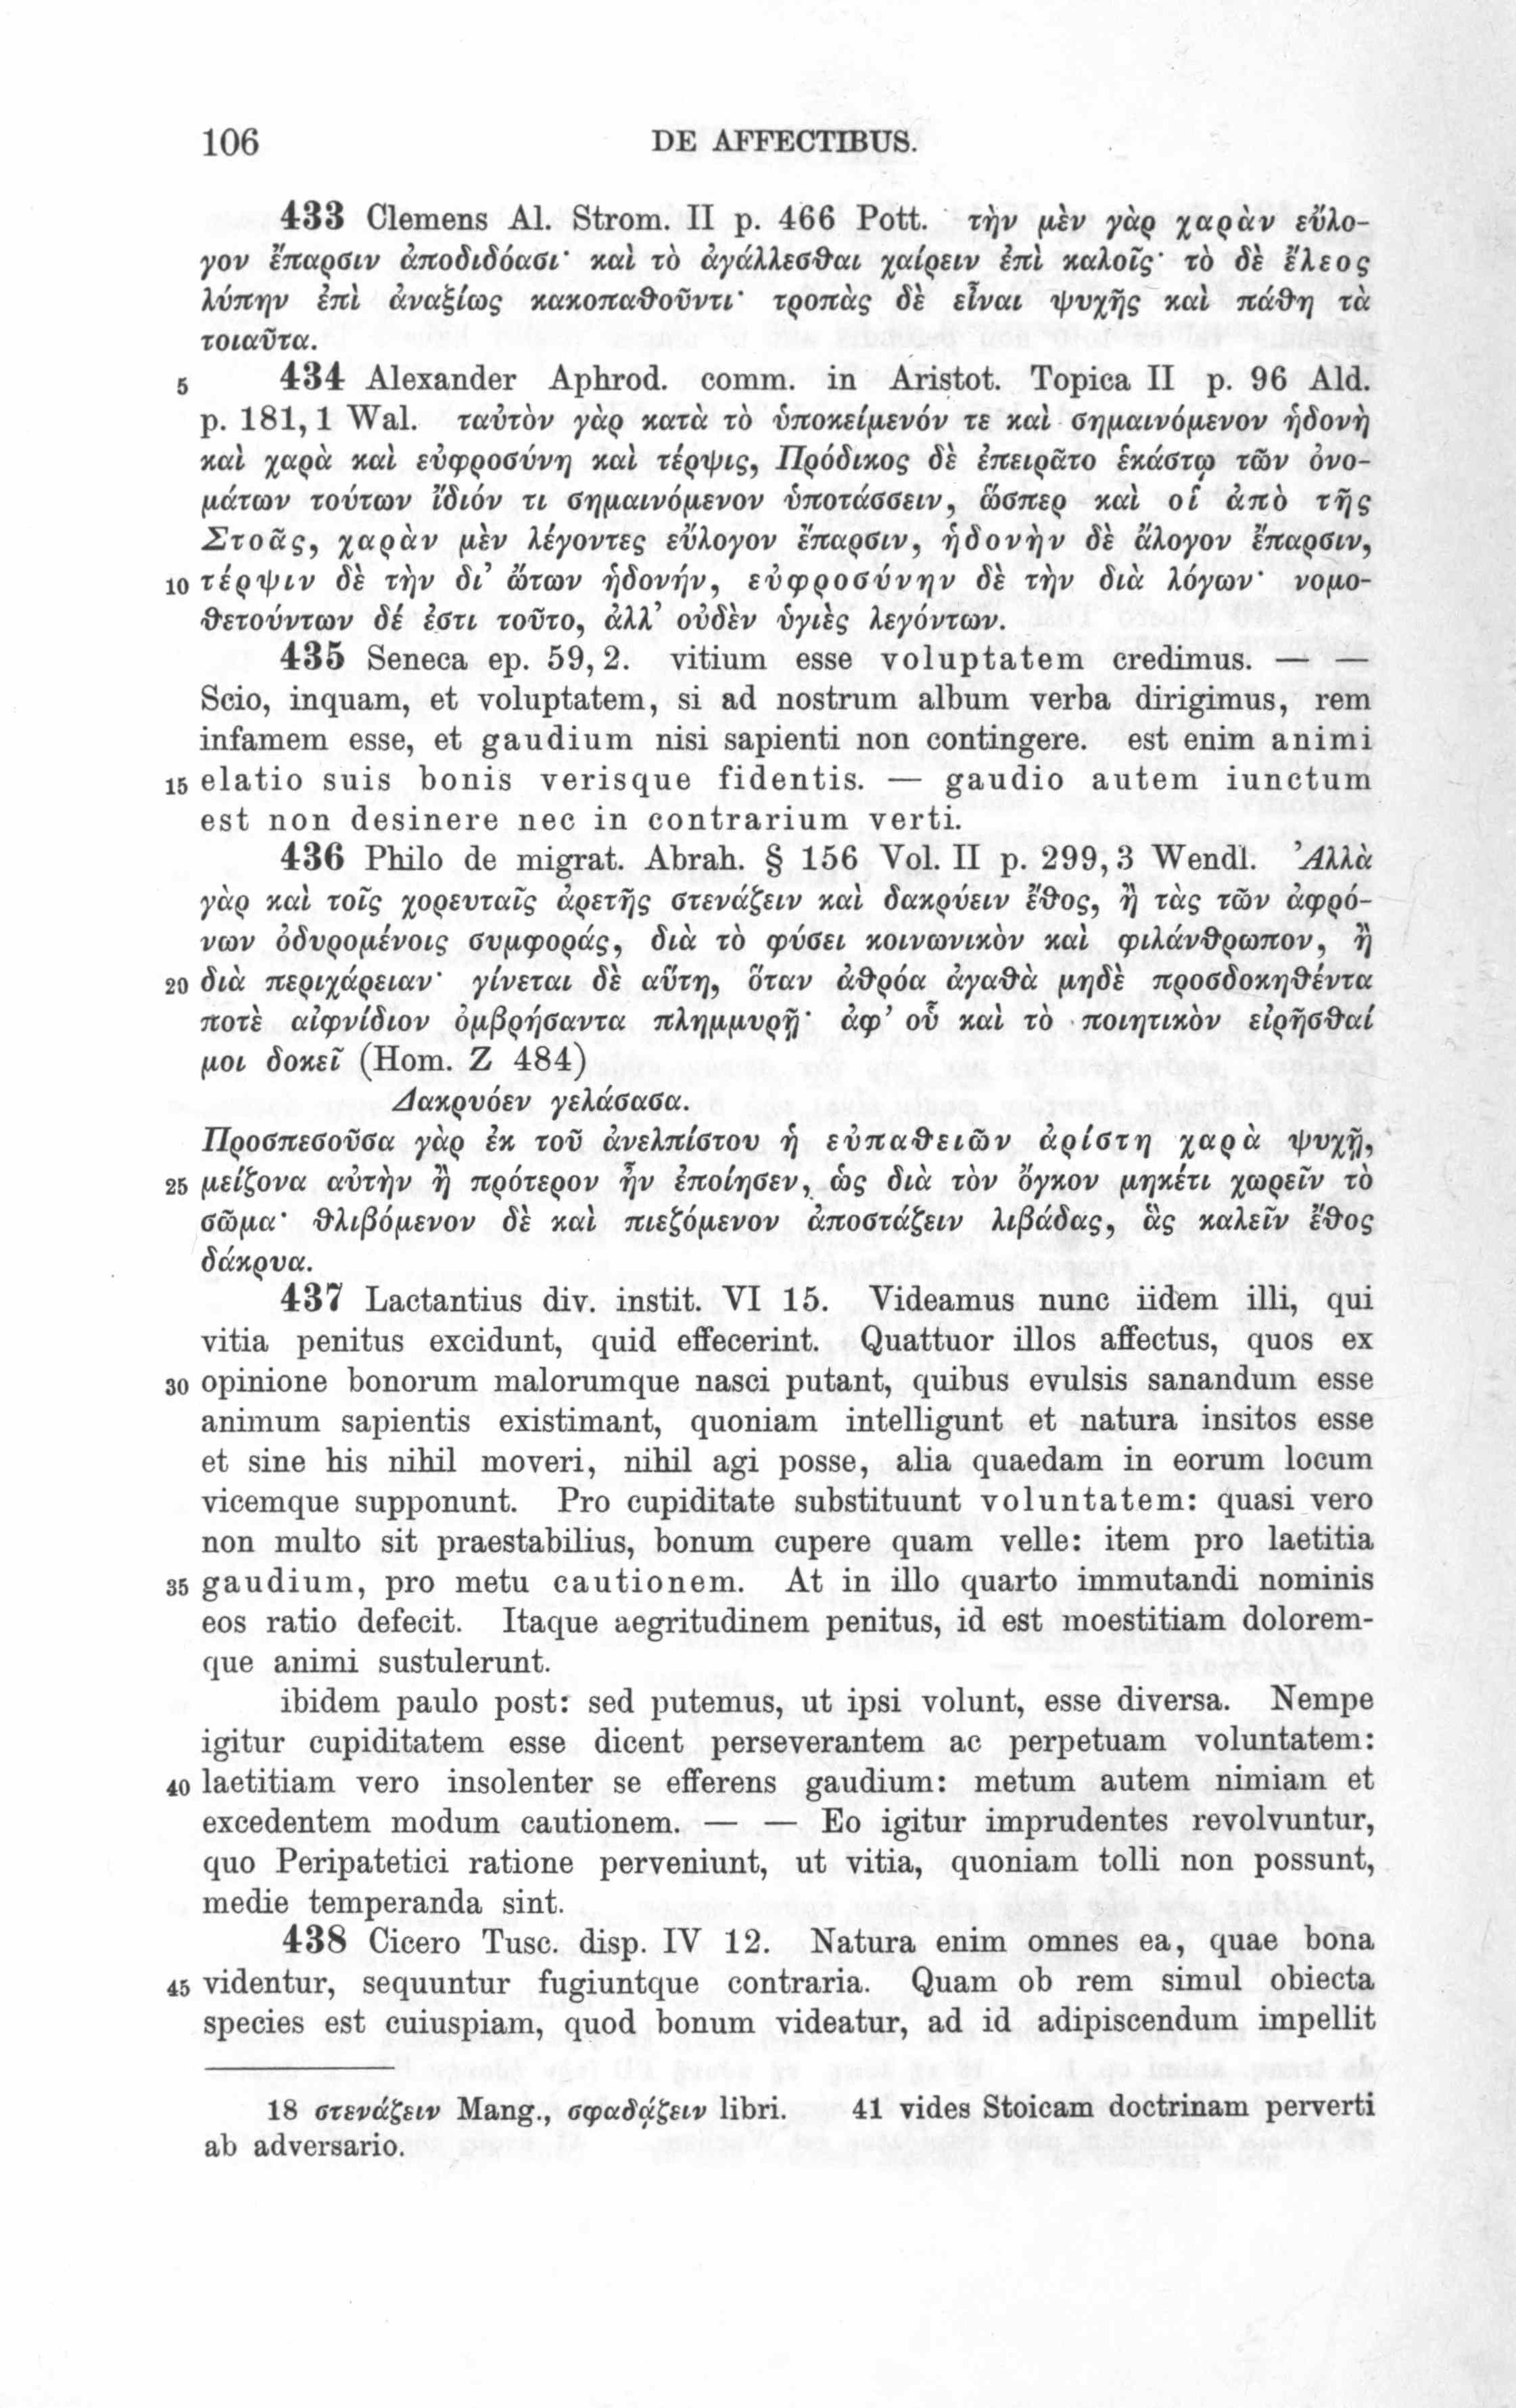 106 DE AFFECTIBUS.
433 Clemens Al. Strom. II p. 466 Pott. τὴν μὲν γὰρ χαρὰν εὔλο-
γον ἔπαρσιν ἀποδιδόασι· καὶ τὸ ἀγάλλεσθαι χαίρειν ἐπὶ καλοῖς· τὸ δὲ ἔλεος
λύπην ἐπὶ ἀναξίως κακοπαθοῦντι· τροπὰς δὲ εἶναι ψυχῆς καὶ πάθη τὰ
τοιαῦτα.
5 434 Alexander Aphrod. comm. in Aristot. Topica II p. 96 Ald.
p. 181, 1 Wal. ταὐτὸν γὰρ κατὰ τὸ ὑποκείμενόν τε καὶ σημαινόμενον ἡδονὴ
καὶ χαρὰ καὶ εὐφροσύνη καὶ τέρψις, Πρόδικος δὲ ἐπειρᾶτο ἑκάστῳ τῶν ὀνο-
μάτων τούτων ἴδιόν τι σημαινόμενον ὑποτάσσειν, ὥσπερ καὶ οἱ ἀπὸ τῆς
Στοᾶς, χαρὰν μὲν λέγοντες εὔλογον ἔπαρσιν, ἡδονὴν δὲ ἄλογον ἔπαρσιν,
10 τέρψιν δὲ τὴν δι’ ὤτων ἡδονήν, εὐφροσύνην δὲ τὴν διὰ λόγων· νομο-
θετούντων δέ ἐστι τοῦτο, ἀλλ’ οὐδὲν ὑγιὲς λεγόντων.
435 Seneca ep. 59, 2. vitium esse voluptatem credimus. — —
Scio, inquam, et voluptatem, si ad nostrum album verba dirigimus, rem
infamem esse, et gaudium nisi sapienti non contingere. est enim animi
15 elatio suis bonis verisque fidentis. — gaudio autem iunctum
est non desinere nec in contrarium verti.
436 Philo de migrat. Abrah. § 156 Vol. II p. 299, 3 Wendl. Ἀλλὰ
γὰρ καὶ τοῖς χορευταῖς ἀρετῆς στενάζειν καὶ δακρύειν ἔθος, ἢ τὰς τῶν ἀφρό-
νων ὀδυρομένοις συμφοράς, διὰ τὸ φύσει κοινωνικὸν καὶ φιλάνθρωπον, ἢ
20 διὰ περιχάρειαν· γίνεται δὲ αὕτη, ὅταν ἀθρόα ἀγαθὰ μηδὲ προσδοκηθέντα
ποτὲ αἰφνίδιον ὀμβρήσαντα πλημμυρῇ· ἀφ’ οὗ καὶ τὸ ποιητικὸν εἰρῆσθαί
μοι δοκεῖ (Hom. Z 484)
Δακρυόεν γελάσασα.
Προσπεσοῦσα γὰρ ἐκ τοῦ ἀνελπίστου ἡ εὐπαθειῶν ἀρίστη χαρὰ ψυχῇ,
25 μείζονα αὐτὴν ἢ πρότερον ἦν ἐποίησεν, ὡς διὰ τὸν ὄγκον μηκέτι χωρεῖν τὸ
σῶμα· θλιβόμενον δὲ καὶ πιεζόμενον ἀποστάζειν λιβάδας, ἃς καλεῖν ἔθος
δάκρυα.
437 Lactantius div. instit. VI 15. Videamus nunc iidem illi, qui
vitia penitus excidunt, quid effecerint. Quattuor illos affectus, quos ex
30 opinione bonorum malorumque nasci putant, quibus evulsis sanandum esse
animum sapientis existimant, quoniam intelligunt et natura insitos esse
et sine his nihil moveri, nihil agi posse, alia quaedam in eorum locum
vicemque supponunt. Pro cupiditate substituunt voluntatem: quasi vero
non multo sit praestabilius, bonum cupere quam velle: item pro laetitia
35 gaudium, pro metu cautionem. At in illo quarto immutandi nominis
eos ratio defecit. Itaque aegritudinem penitus, id est moestitiam dolorem-
que animi sustulerunt.
ibidem paulo post: sed putemus, ut ipsi volunt, esse diversa. Nempe
igitur cupiditatem esse dicent perseverantem ac perpetuam voluntatem:
40 laetitiam vero insolenter se efferens gaudium: metum autem nimiam et
excedentem modum cautionem. — — Eo igitur imprudentes revolvuntur,
quo Peripatetici ratione perveniunt, ut vitia, quoniam tolli non possunt,
medie temperanda sint.
438 Cicero Tusc. disp. IV 12. Natura enim omnes ea, quae bona
45 videntur, sequuntur fugiuntque contraria. Quam ob rem simul obiecta
species est cuiuspiam, quod bonum videatur, ad id adipiscendum impellit
18 στενάζειν Mang., σφαδᾴζειν libri. 41 vides Stoicam doctrinam perverti
ab adversario.